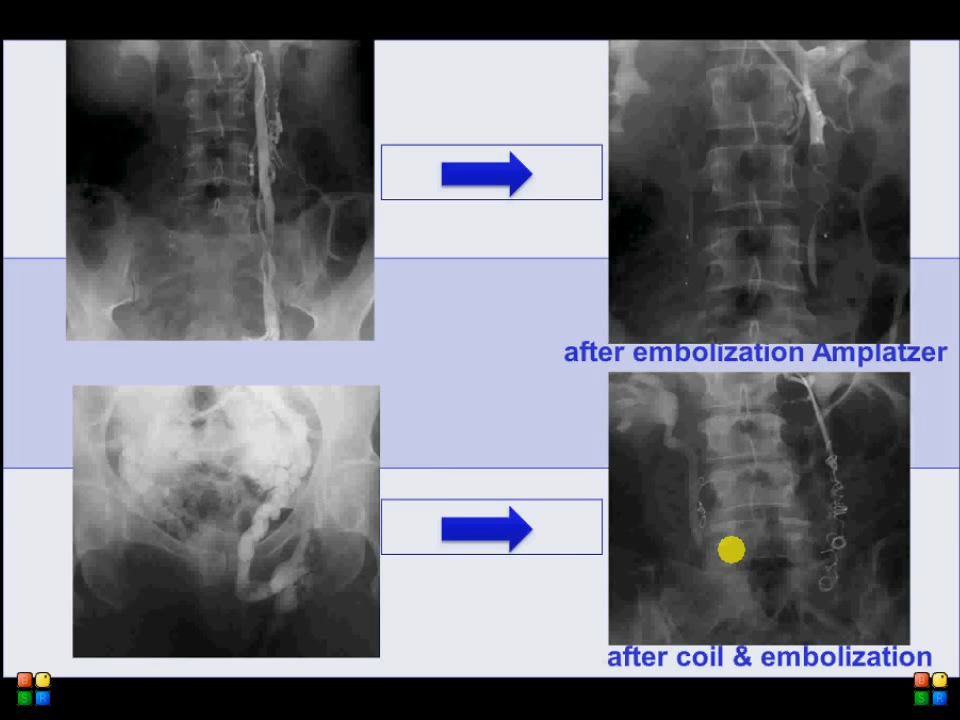 after embolization Amplatzer
after coil & embolization
B
S R
B
S R